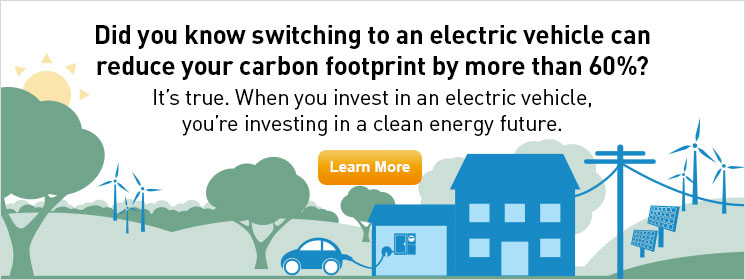 Did you know switching to an electric vehicle can
reduce your carbon footprint by more than 60%?
It's true. When you invest in an electric vehicle,
you're investing in a clean energy future.
Learn More